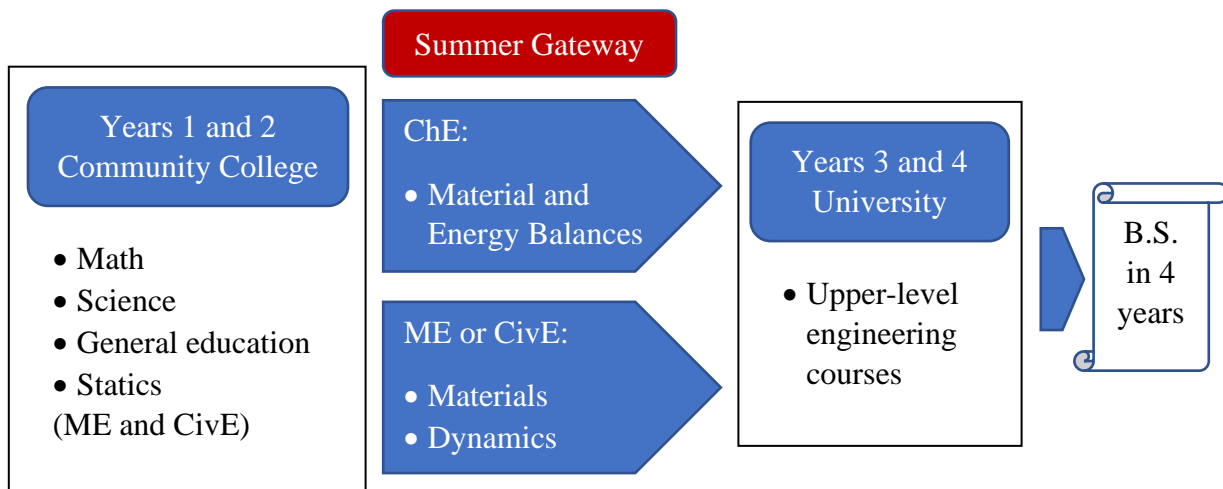 Summer Gateway
Years 1 and 2
Community College
• Math
• Science
• General education
• Statics
(ME and CivE)
ChE:
• Material and
Energy Balances
ME or CivE:
• Materials
• Dynamics
Years 3 and 4
University
• Upper-level
engineering
courses
B.S.
in 4
years